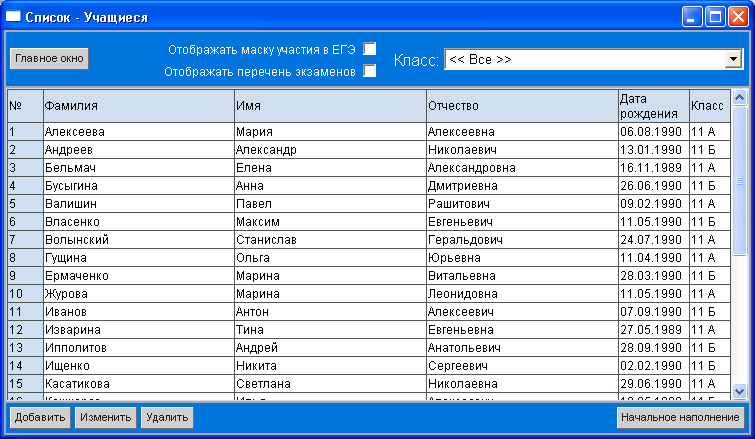 Список - Учащиеся
Главное окно
Отображать маску участия в ЕГЭ
Отображать перечень экзаменов
Класс: << Все >>
№ Фамилия Имя Отчество Дата рождения Класс
1 Алексеева Мария Алексеевна 06.08.1990 11 А
2 Андреев Александр Николаевич 13.01.1990 11 Б
3 Бельмач Елена Александровна 16.11.1989 11 А
4 Бусыгина Анна Дмитриевна 26.06.1990 11 Б
5 Валишин Павел Рашитович 09.02.1990 11 Б
6 Власенко Максим Евгеньевич 11.05.1990 11 Б
7 Волынский Станислав Геральдович 24.07.1990 11 А
8 Гущина Ольга Юрьевна 11.04.1990 11 А
9 Ермаченко Марина Витальевна 28.03.1990 11 Б
10 Журова Марина Леонидовна 11.05.1990 11 А
11 Иванов Антон Алексеевич 07.09.1990 11 Б
12 Изварина Тина Евгеньевна 27.05.1989 11 А
13 Ипполитов Андрей Анатольевич 28.09.1990 11 Б
14 Ищенко Никита Сергеевич 02.02.1990 11 Б
15 Касатикова Светлана Николаевна 29.06.1990 11 А
Добавить Изменить Удалить Начальное наполнение